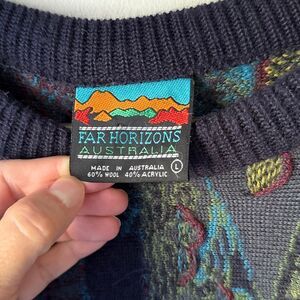 FAR HORIZONS
AUSTRALIA
MADE IN AUSTRALIA
60% WOOL 40% ACRYLIC
L